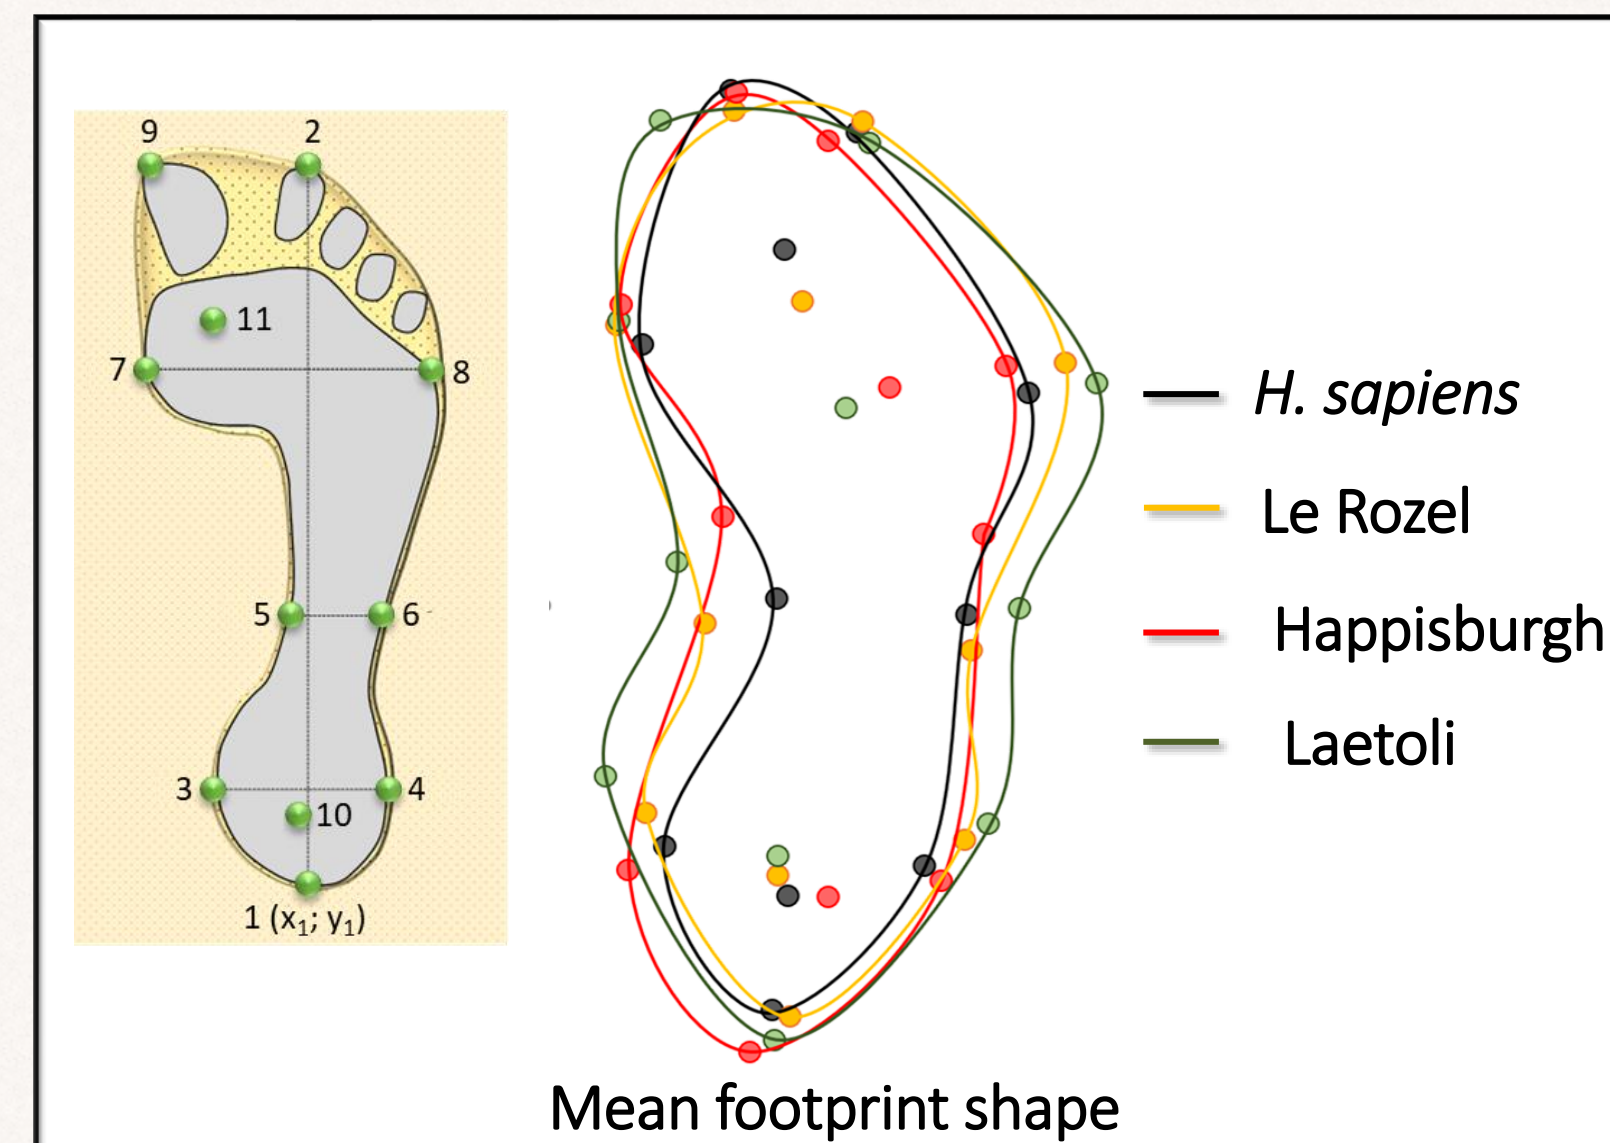 9 2
11
7 8
5 6
3 4
10
1 (x₁; y₁)
H. sapiens
Le Rozel
Happisburgh
Laetoli
Mean footprint shape